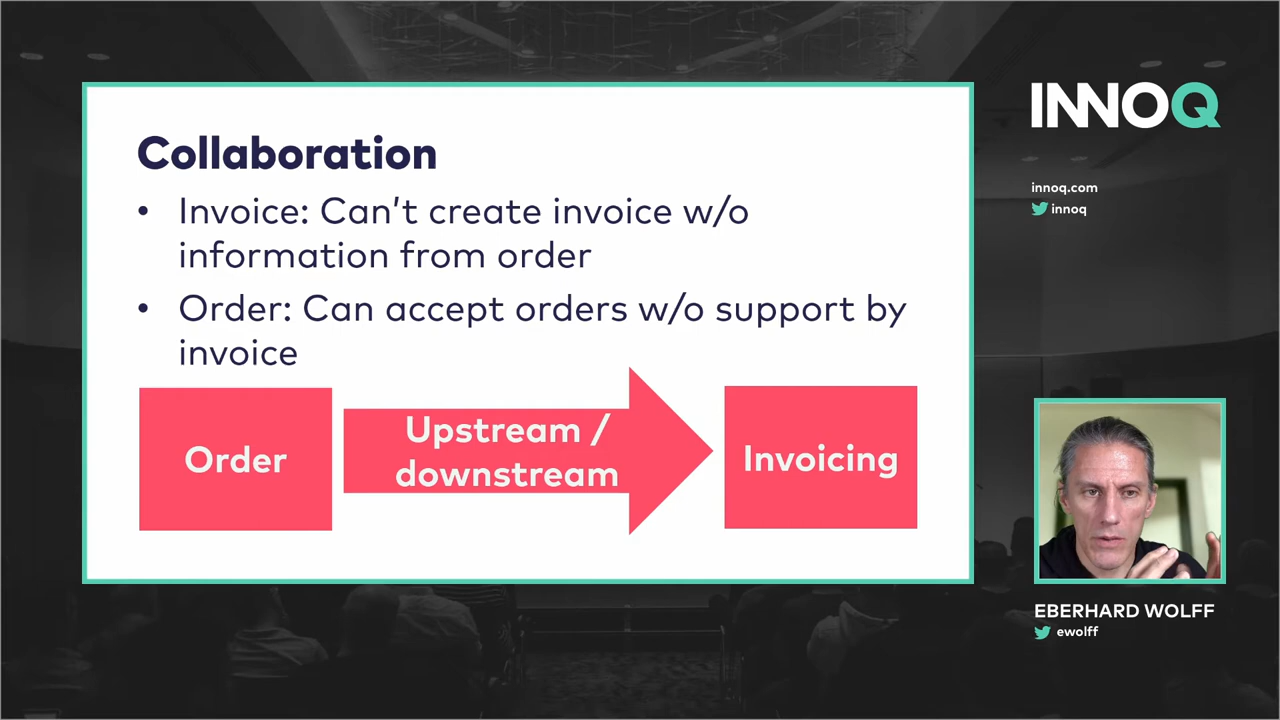 Collaboration
• Invoice: Can't create invoice w/o
information from order
• Order: Can accept orders w/o support by
invoice
Order
Upstream /
downstream
Invoicing
INNOQ
innoq.com
innoq
EBERHARD WOLFF
ewolff